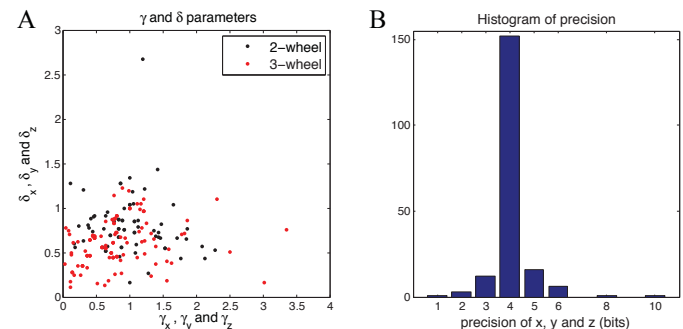 A
γ and δ parameters
3
2.5
2
1.5
1
0.5
0
δx , δy and δz
2−wheel
3−wheel
0 0.5 1 1.5 2 2.5 3 3.5 4
γx , γy and γz
B
Histogram of precision
150
100
50
0
1 2 3 4 5 6 8 10
precision of x, y and z (bits)